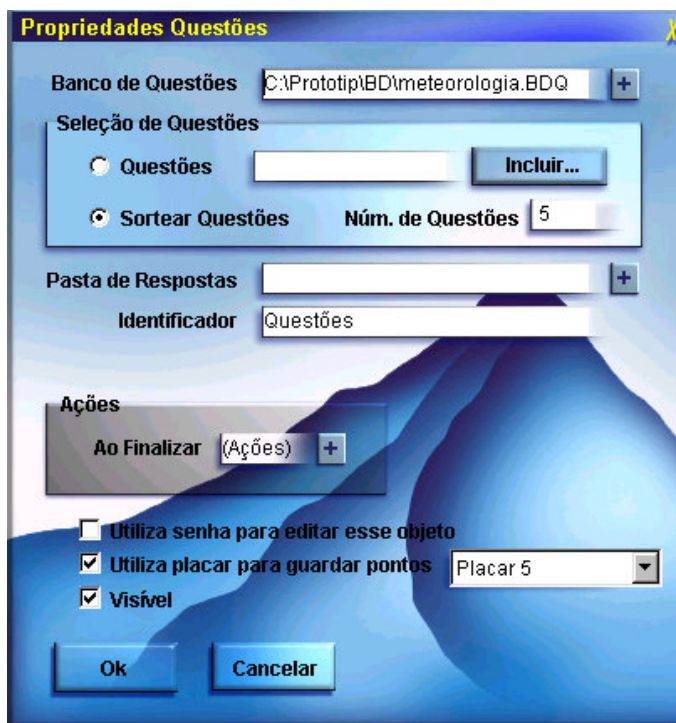 Propriedades Questões X
Banco de Questões C:\Prototip\BD\meteorologia.BDQ +
Seleção de Questões
Questões Incluir...
Sortear Questões Núm. de Questões 5
Pasta de Respostas +
Identificador Questões
Ações
Ao Finalizar (Ações) +
Utiliza senha para editar esse objeto
Utiliza placar para guardar pontos Placar 5
Visível
Ok Cancelar